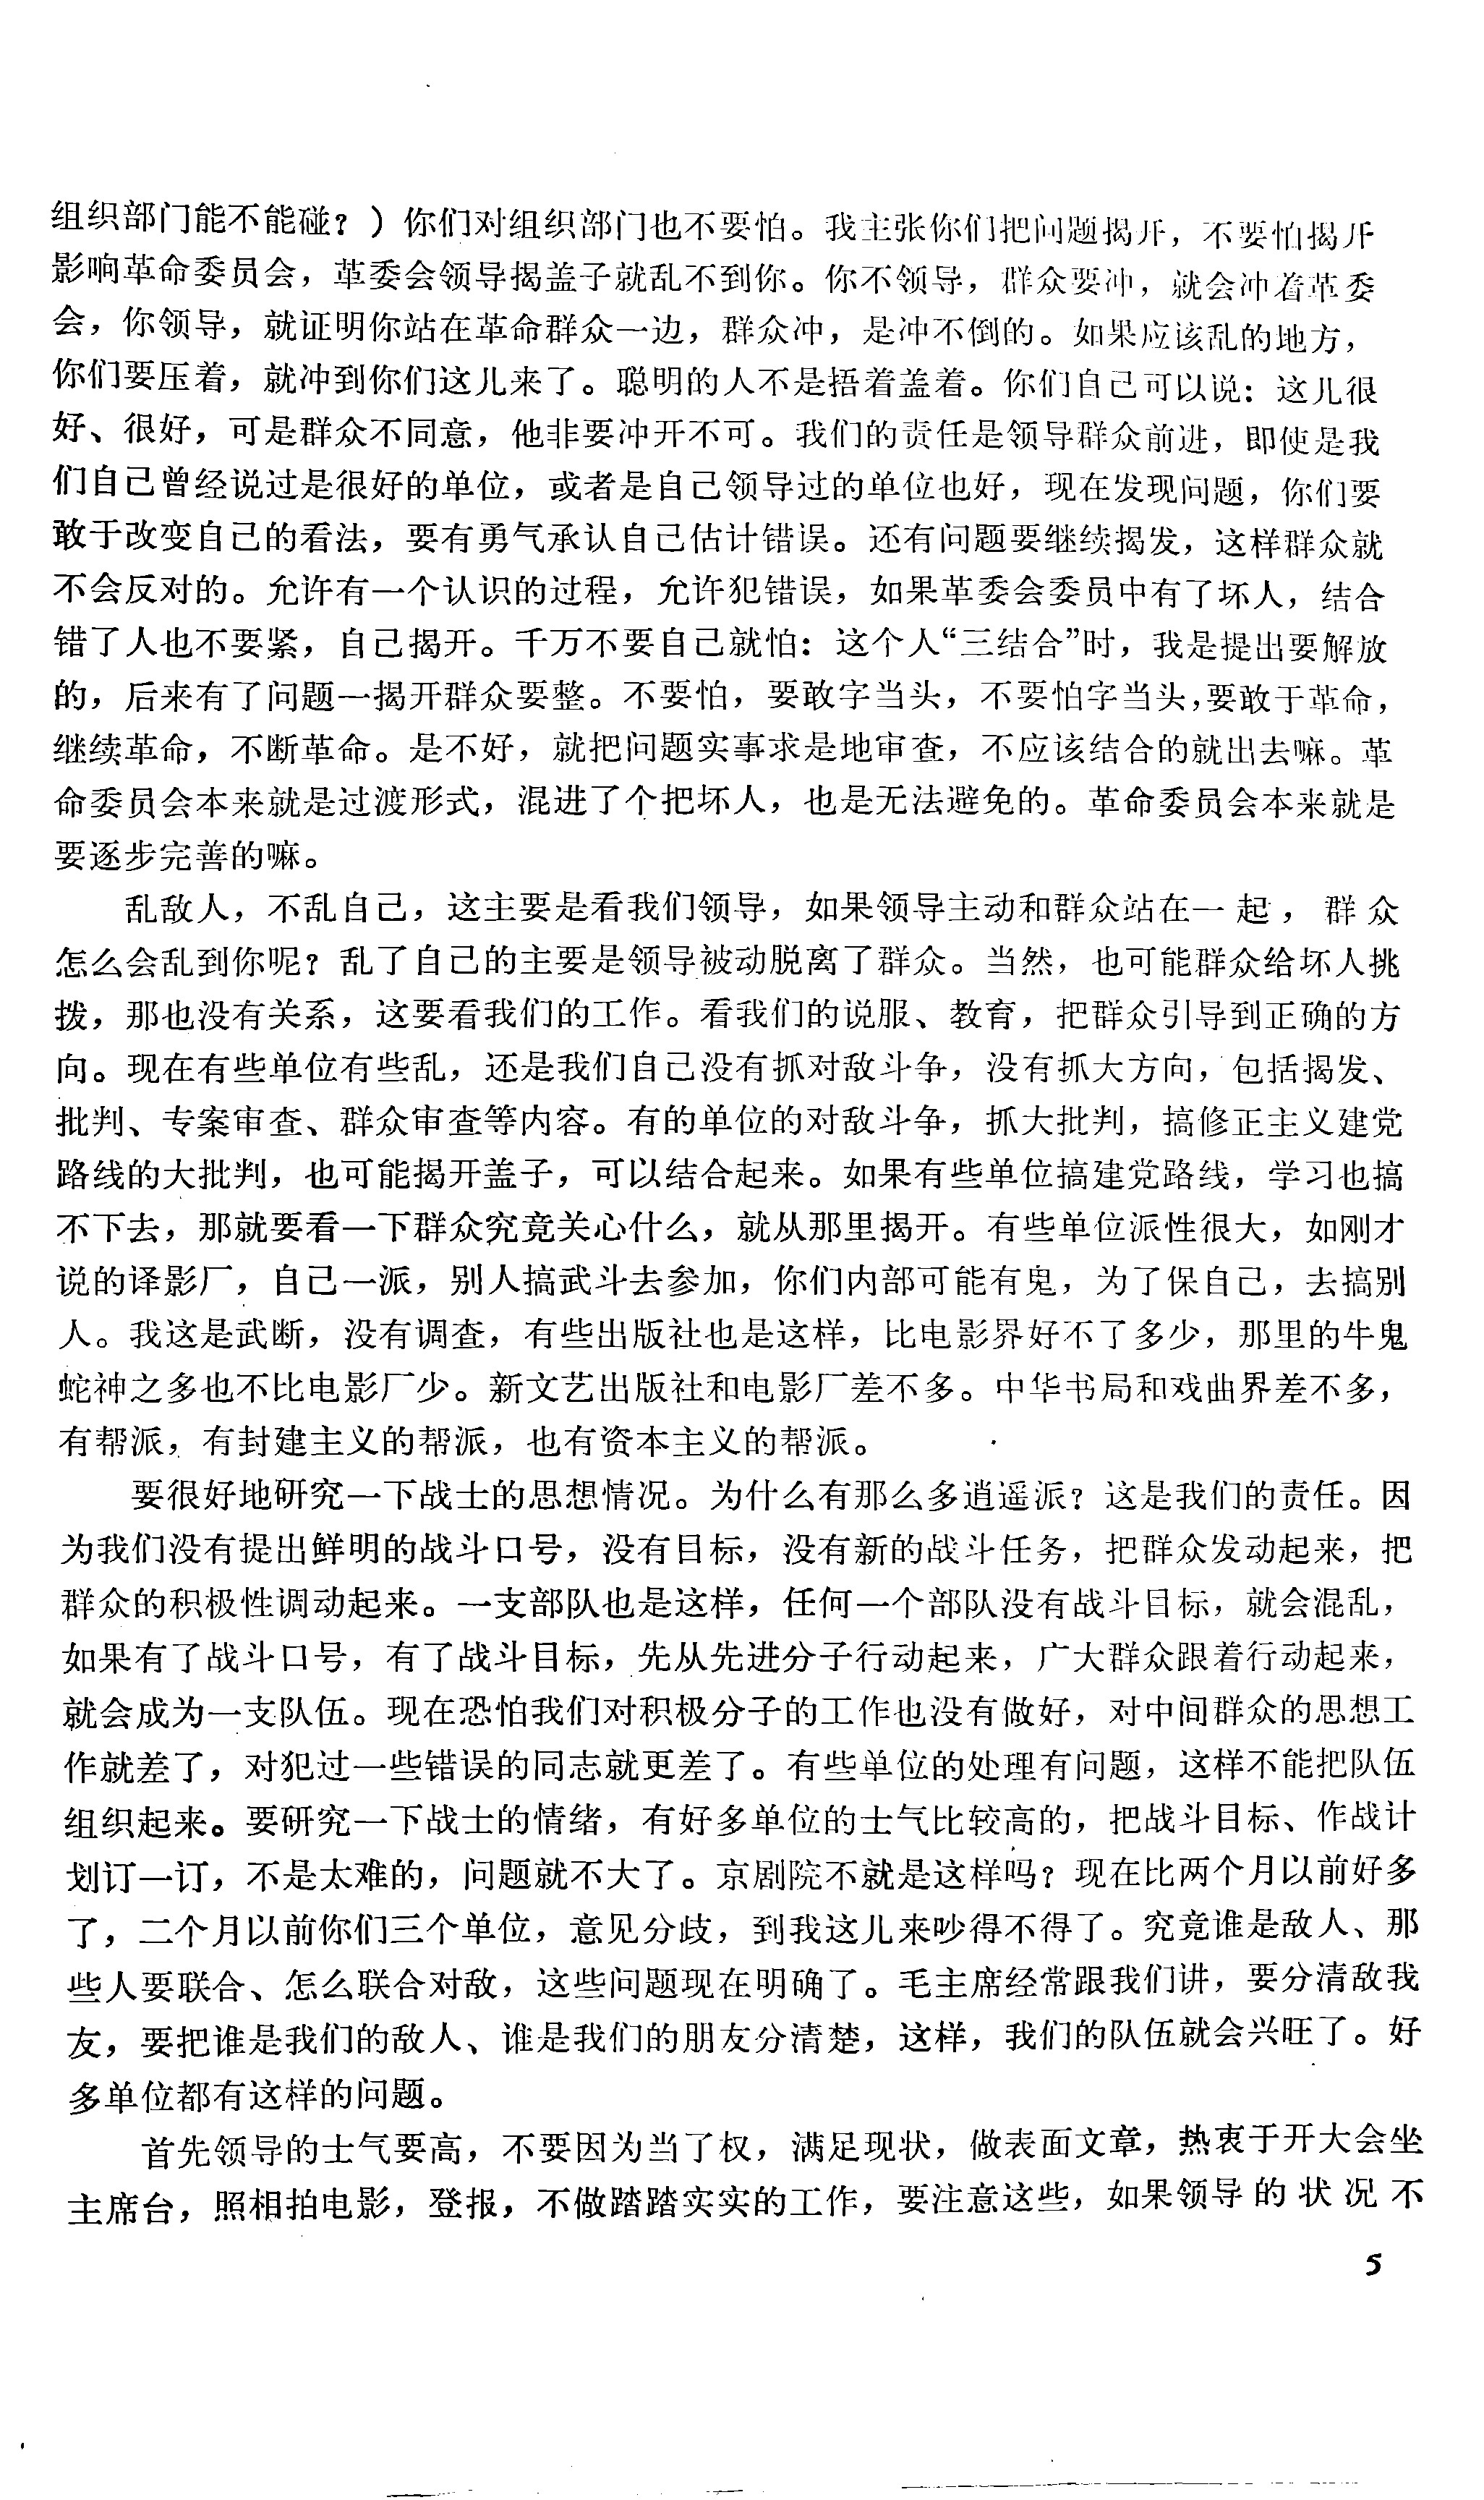 组织部门能不能碰？）你们对组织部门也不要怕。我主张你们把问题揭开，不要怕揭开
影响革命委员会，革委会领导揭盖子就乱不到你。你不领导，群众要冲，就会冲着革委
会，你领导，就证明你站在革命群众一边，群众冲，是冲不倒的。如果应该乱的地方，
你们要压着，就冲到你们这儿来了。聪明的人不是捂着盖着。你们自己可以说：这儿很
好、很好，可是群众不同意，他非要冲开不可。我们的责任是领导群众前进，即使是我
们自己曾经说过是很好的单位，或者是自己领导过的单位也好，现在发现问题，你们要
敢于改变自己的看法，要有勇气承认自己估计错误。还有问题要继续揭发，这样群众就
不会反对的。允许有一个认识的过程，允许犯错误，如果革委会委员中有了坏人，结合
错了人也不要紧，自己揭开。千万不要自己就怕：这个人“三结合”时，我是提出要解放
的，后来有了问题一揭开群众要整。不要怕，要敢字当头，不要怕字当头，要敢于革命，
继续革命，不断革命。是不好，就把问题实事求是地审查，不应该结合的就出去嘛。革
命委员会本来就是过渡形式，混进了个把坏人，也是无法避免的。革命委员会本来就是
要逐步完善的嘛。
乱敌人，不乱自己，这主要是看我们领导，如果领导主动和群众站在一起，群众
怎么会乱到你呢？乱了自己的主要是领导被动脱离了群众。当然，也可能群众给坏人挑
拨，那也没有关系，这要看我们的工作。看我们的说服、教育，把群众引导到正确的方
向。现在有些单位有些乱，还是我们自己没有抓对敌斗争，没有抓大方向，包括揭发、
批判、专案审查、群众审查等内容。有的单位的对敌斗争，抓大批判，搞修正主义建党
路线的大批判，也可能揭开盖子，可以结合起来。如果有些单位搞建党路线，学习也搞
不下去，那就要看一下群众究竟关心什么，就从那里揭开。有些单位派性很大，如刚才
说的译影厂，自己一派，别人搞武斗去参加，你们内部可能有鬼，为了保自己，去搞别
人。我这是武断，没有调查，有些出版社也是这样，比电影界好不了多少，那里的牛鬼
蛇神之多也不比电影厂少。新文艺出版社和电影厂差不多。中华书局和戏曲界差不多，
有帮派，有封建主义的帮派，也有资本主义的帮派。
要很好地研究一下战士的思想情况。为什么有那么多逍遥派？这是我们的责任。因
为我们没有提出鲜明的战斗口号，没有目标，没有新的战斗任务，把群众发动起来，把
群众的积极性调动起来。一支部队也是这样，任何一个部队没有战斗目标，就会混乱，
如果有了战斗口号，有了战斗目标，先从先进分子行动起来，广大群众跟着行动起来，
就会成为一支队伍。现在恐怕我们对积极分子的工作也没有做好，对中间群众的思想工
作就差了，对犯过一些错误的同志就更差了。有些单位的处理有问题，这样不能把队伍
组织起来。要研究一下战士的情绪，有好多单位的士气比较高的，把战斗目标、作战计
划订一订，不是太难的，问题就不大了。京剧院不就是这样吗？现在比两个月以前好多
了，二个月以前你们三个单位，意见分歧，到我这儿来吵得不得了。究竟谁是敌人、那
些人要联合、怎么联合对敌，这些问题现在明确了。毛主席经常跟我们讲，要分清敌我
友，要把谁是我们的敌人、谁是我们的朋友分清楚，这样，我们的队伍就会兴旺了。好
多单位都有这样的问题。
首先领导的士气要高，不要因为当了权，满足现状，做表面文章，热衷于开大会坐
主席台，照相拍电影，登报，不做踏踏实实的工作，要注意这些，如果领导的状况不
5